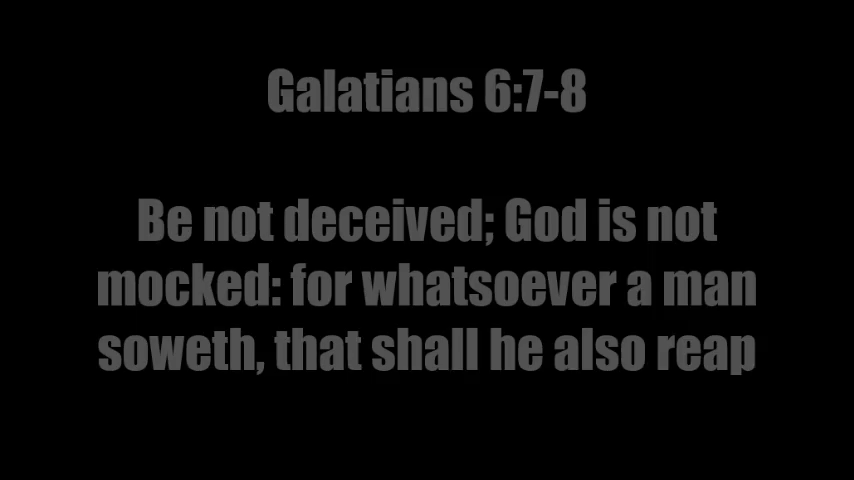 Galatians 6:7-8
Be not deceived; God is not
mocked: for whatsoever a man
soweth, that shall he also reap